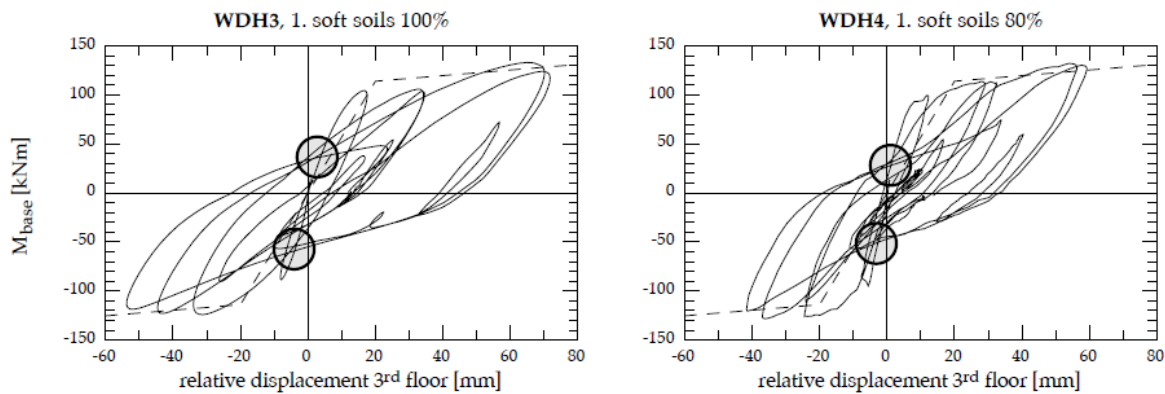 WDH3, 1. soft soils 100%
WDH4, 1. soft soils 80%
M_base [kNm]
150
100
50
0
-50
-100
-150
-60 -40 -20 0 20 40 60 80
relative displacement 3rd floor [mm]
150
100
50
0
-50
-100
-150
-60 -40 -20 0 20 40 60 80
relative displacement 3rd floor [mm]